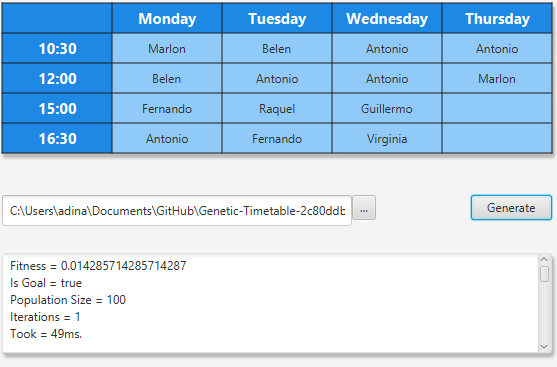 Monday Tuesday Wednesday Thursday
10:30 Marlon Belen Antonio Antonio
12:00 Belen Antonio Antonio Marlon
15:00 Fernando Raquel Guillermo
16:30 Antonio Fernando Virginia
C:\Users\adina\Documents\GitHub\Genetic-Timetable-2c80ddb ... Generate
Fitness = 0.014285714285714287
Is Goal = true
Population Size = 100
Iterations = 1
Took = 49ms.